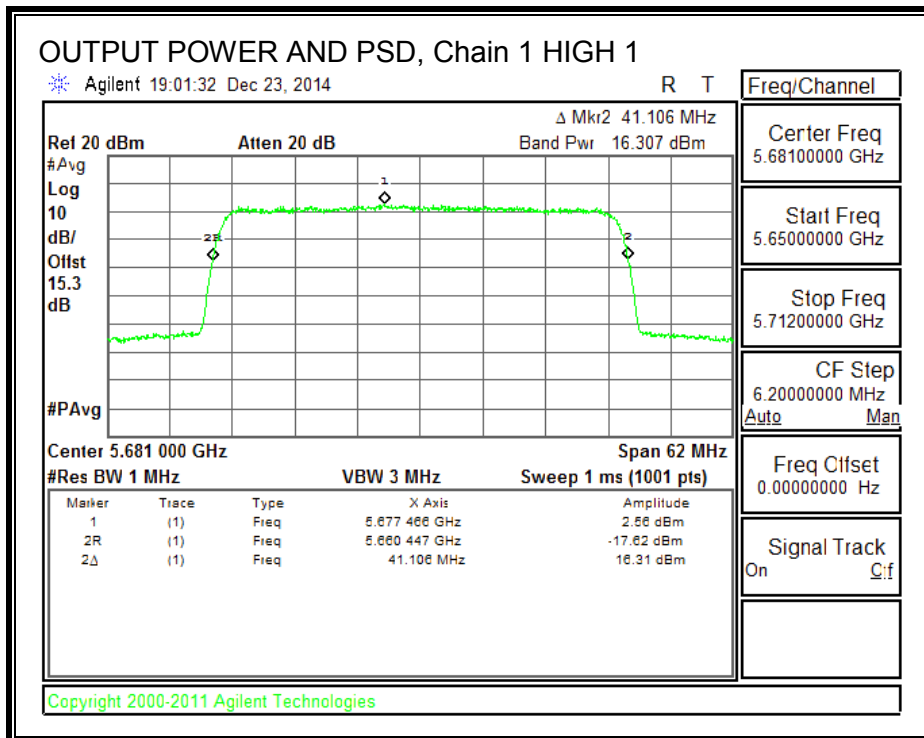 OUTPUT POWER AND PSD, Chain 1 HIGH 1
Agilent 19:01:32 Dec 23, 2014
R T
Freq/Channel
Δ Mkr2 41.106 MHz
Ref 20 dBm Atten 20 dB Band Pwr 16.307 dBm
#Avg
Log
10
dB/
Offst
15.3
dB
#PAvg
1
2R
2
Center 5.681 000 GHz Span 62 MHz
#Res BW 1 MHz VBW 3 MHz Sweep 1 ms (1001 pts)
Marker Trace Type X Axis Amplitude
1 (1) Freq 5.677 466 GHz 2.56 dBm
2R (1) Freq 5.660 447 GHz -17.62 dBm
2Δ (1) Freq 41.106 MHz 16.31 dBm
Center Freq
5.68100000 GHz
Start Freq
5.65000000 GHz
Stop Freq
5.71200000 GHz
CF Step
6.20000000 MHz
Auto Man
Freq Offset
0.00000000 Hz
Signal Track
On Off
Copyright 2000-2011 Agilent Technologies